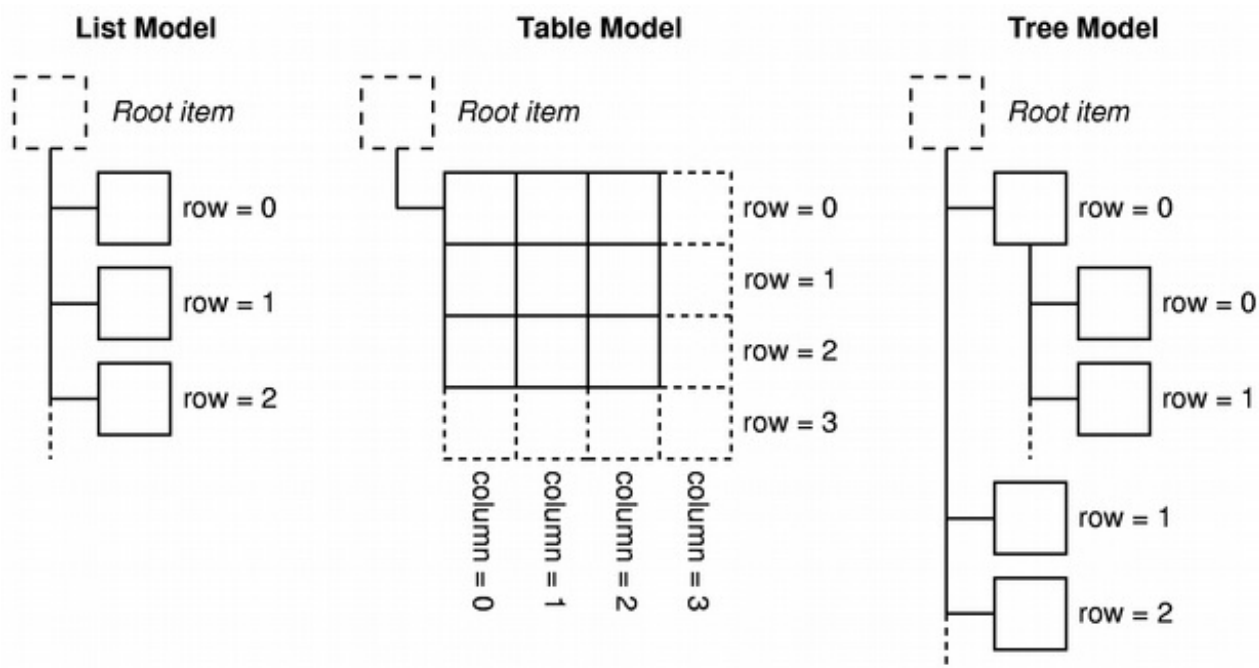 List Model
Root item
row = 0
row = 1
row = 2
Table Model
Root item
row = 0
row = 1
row = 2
row = 3
column = 0
column = 1
column = 2
column = 3
Tree Model
Root item
row = 0
row = 0
row = 1
row = 1
row = 2